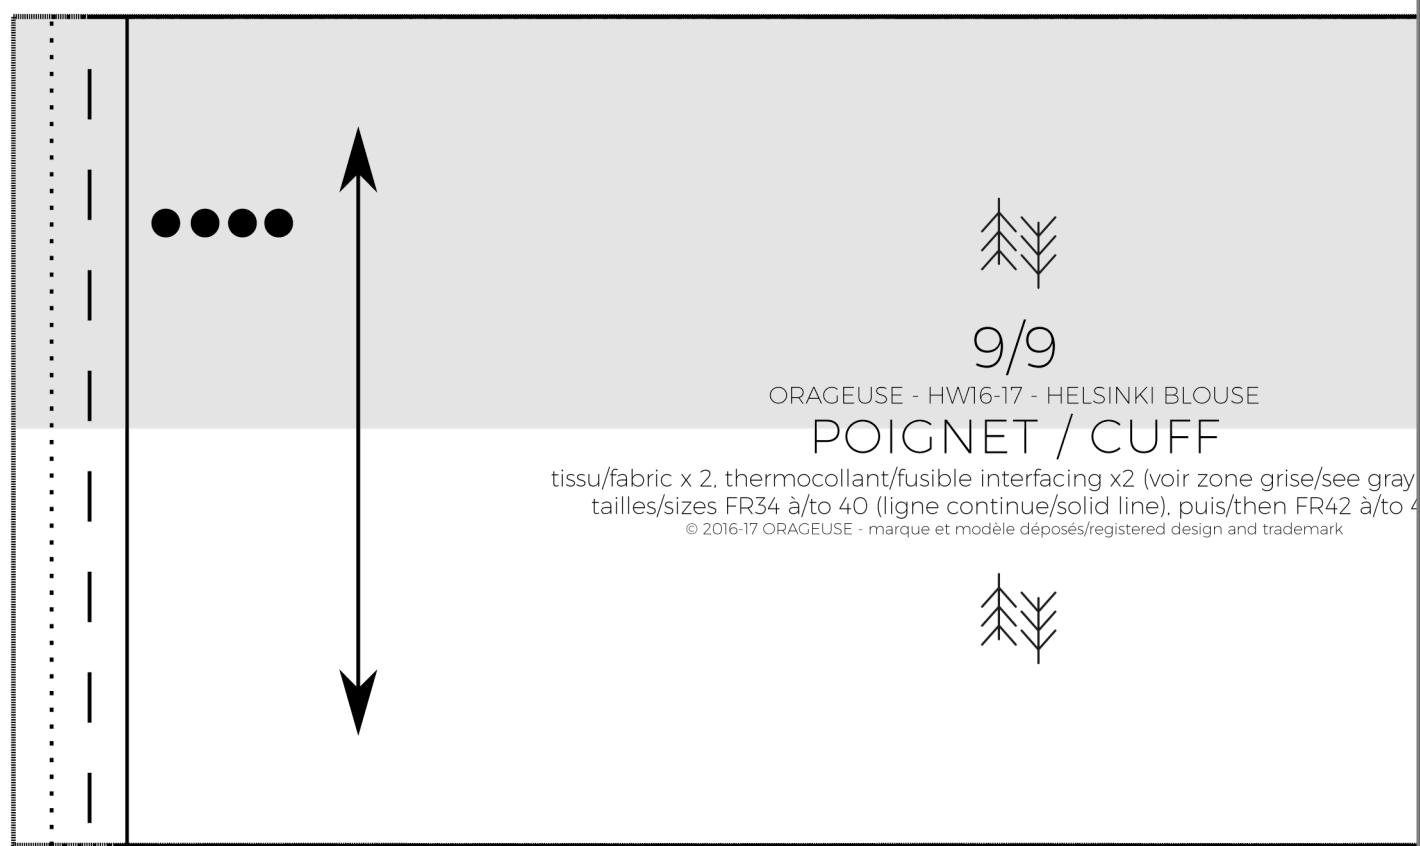 9/9
ORAGEUSE - HW16-17 - HELSINKI BLOUSE
POIGNET / CUFF
tissu/fabric x 2, thermocollant/fusible interfacing x2 (voir zone grise/see gray
tailles/sizes FR34 à/to 40 (ligne continue/solid line), puis/then FR42 à/to
© 2016-17 ORAGEUSE - marque et modèle déposés/registered design and trademark